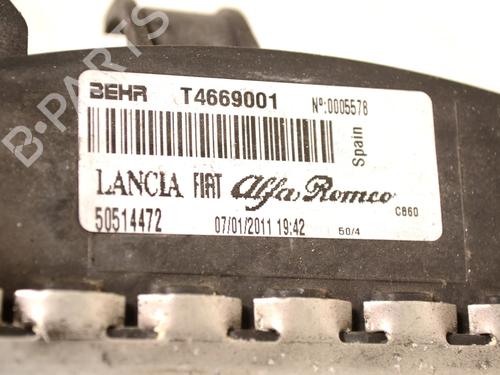 BEHR T4669001 Nº:0005578
Spain
LANCIA FIAT Alfa Romeo C860
50514472 07/01/2011 19:42 50/4
B-PARTS